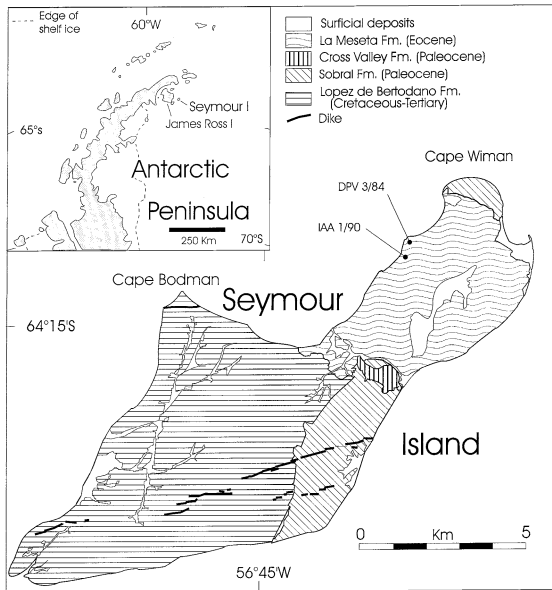 Edge of
shelf ice
60°W
65°s
Seymour I
James Ross I
Antarctic
Peninsula
250 Km
70°S
Surficial deposits
La Meseta Fm. (Eocene)
Cross Valley Fm. (Paleocene)
Sobral Fm. (Paleocene)
Lopez de Bertodano Fm.
(Cretaceous-Tertiary)
Dike
Cape Wiman
DPV 3/84
IAA 1/90
Cape Bodman
Seymour
64°15'S
Island
0 Km 5
56°45'W